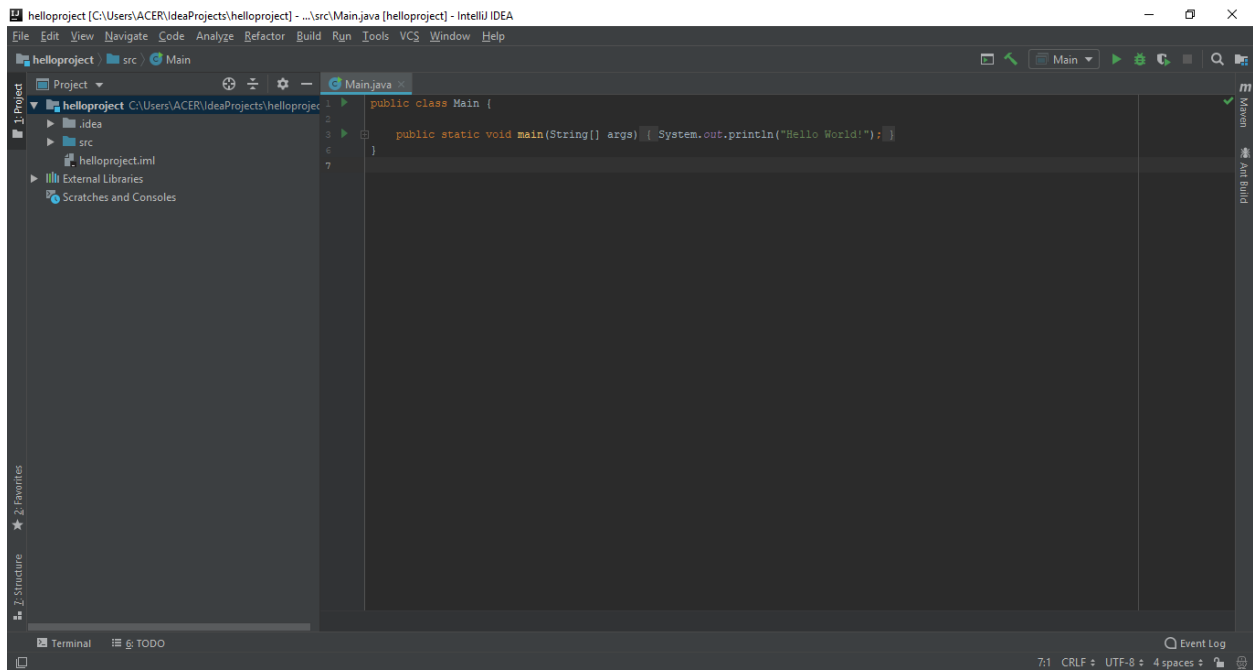 helloproject [C:\Users\ACER\IdeaProjects\helloproject] - ...\src\Main.java [helloproject] - IntelliJ IDEA
File Edit View Navigate Code Analyze Refactor Build Run Tools VCS Window Help
helloproject src Main
Main
1: Project
Project
helloproject C:\Users\ACER\IdeaProjects\helloprojec
.idea
src
helloproject.iml
External Libraries
Scratches and Consoles
2: Favorites
7: Structure
Main.java
1 public class Main {
2
3 public static void main(String[] args) { System.out.println("Hello World!"); }
6 }
7
Maven
Ant Build
Terminal 6: TODO
Event Log
7:1 CRLF UTF-8 4 spaces